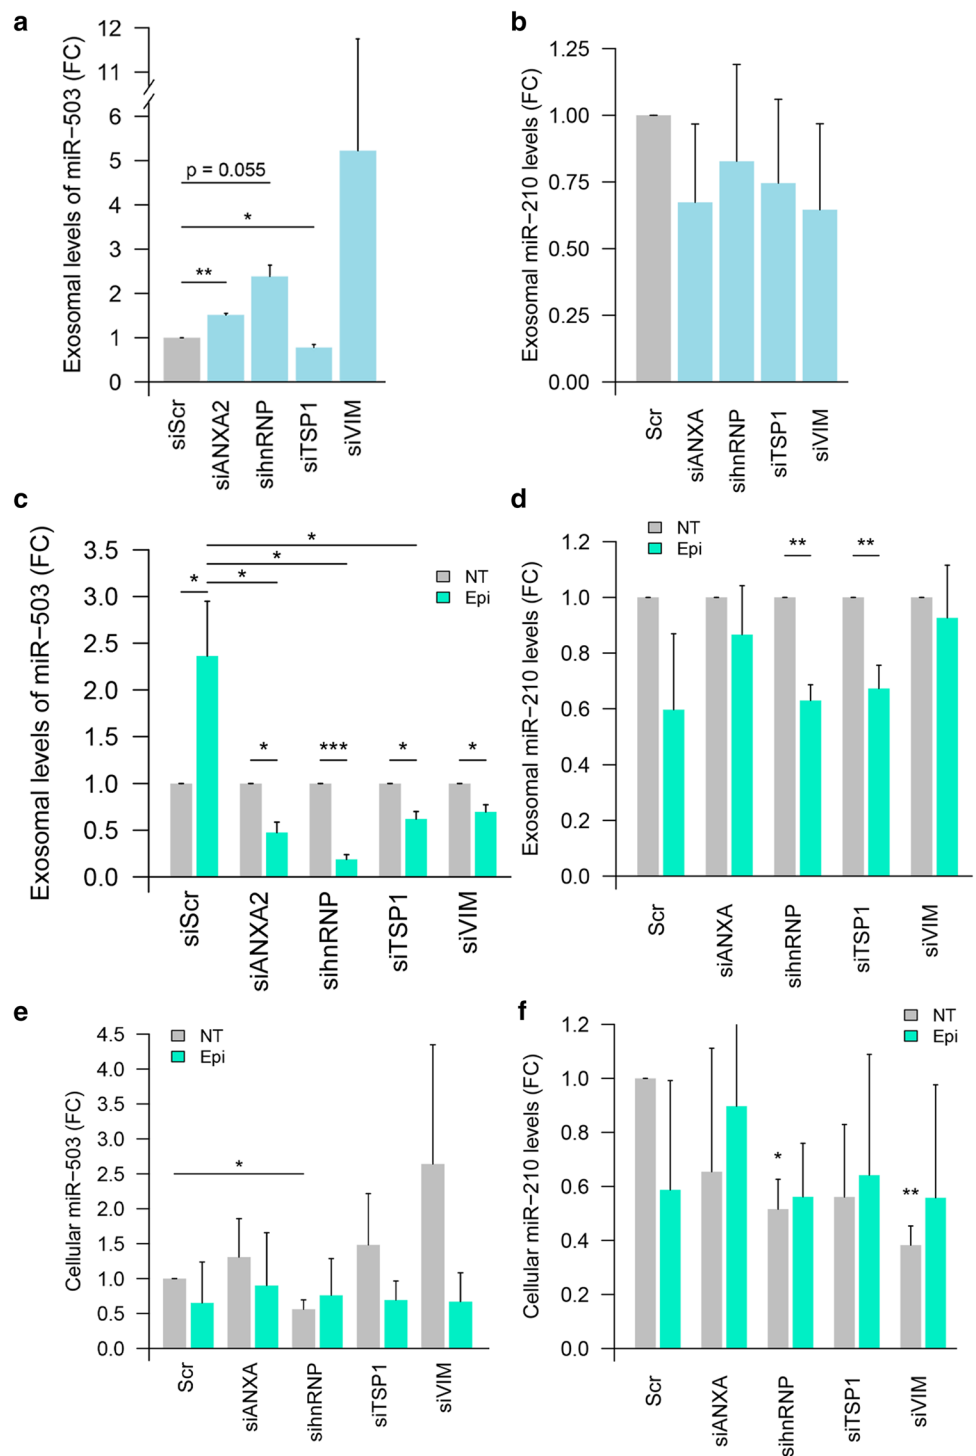 a
Exosomal levels of miR−503 (FC)
12
11
6
5
4
3
2
1
0
p = 0.055
*
**
siScr
siANXA2
sihnRNP
siTSP1
siVIM
b
Exosomal miR−210 levels (FC)
1.25
1.00
0.75
0.50
0.25
0.00
Scr
siANXA
sihnRNP
siTSP1
siVIM
c
Exosomal levels of miR−503 (FC)
3.5
3.0
2.5
2.0
1.5
1.0
0.5
0.0
NT
Epi
*
*
*
*
*
***
*
*
siScr
siANXA2
sihnRNP
siTSP1
siVIM
d
Exosomal miR−210 levels (FC)
NT
Epi
1.2
1.0
0.8
0.6
0.4
0.2
0.0
**
**
Scr
siANXA
sihnRNP
siTSP1
siVIM
e
Cellular miR−503 (FC)
4.5
4.0
3.5
3.0
2.5
2.0
1.5
1.0
0.5
0.0
NT
Epi
*
Scr
siANXA
sihnRNP
siTSP1
siVIM
f
Cellular miR−210 levels (FC)
1.2
1.0
0.8
0.6
0.4
0.2
0.0
NT
Epi
*
**
Scr
siANXA
sihnRNP
siTSP1
siVIM